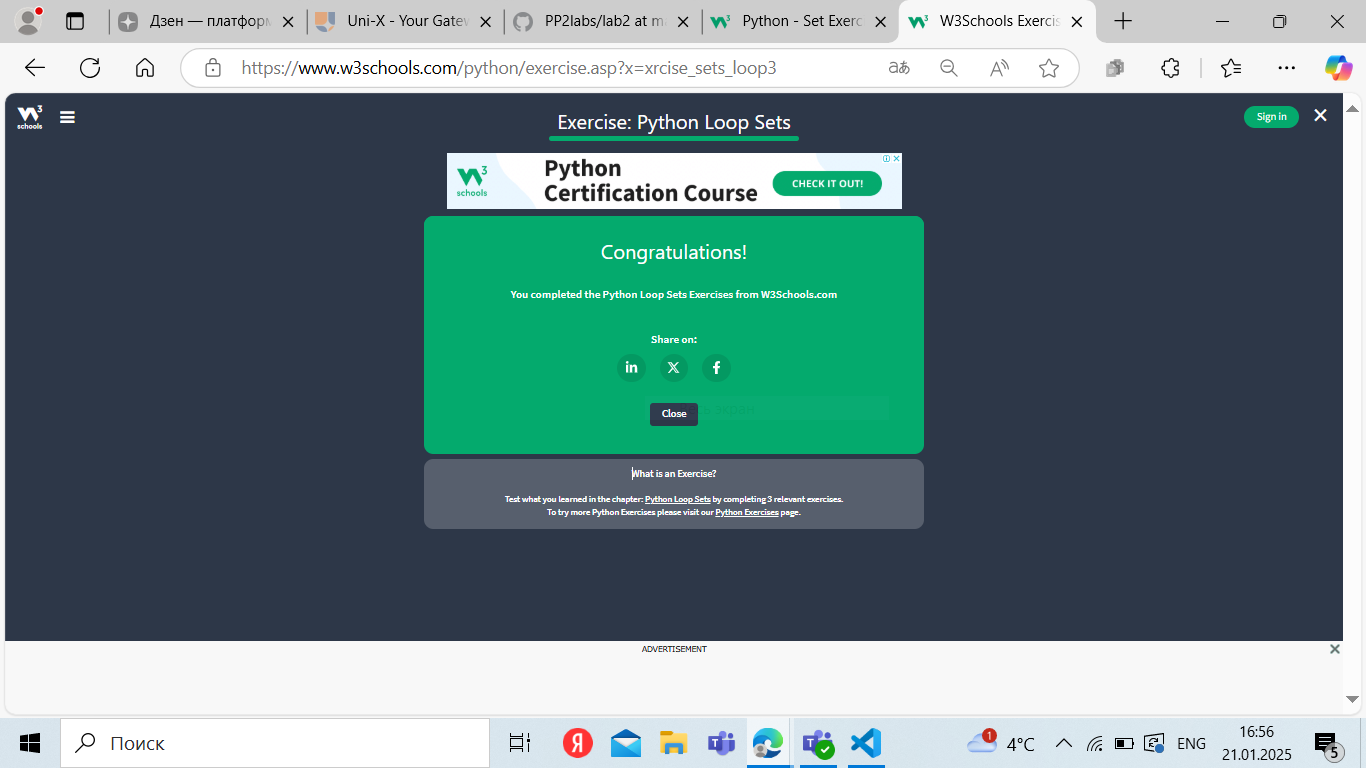 Дзен — платформ
Uni-X - Your Gatew
PP2labs/lab2 at ma
Python - Set Exerc
W3Schools Exercis
https://www.w3schools.com/python/exercise.asp?x=xrcise_sets_loop3
schools
Exercise: Python Loop Sets
Sign in
schools
Python
Certification Course
CHECK IT OUT!
Congratulations!
You completed the Python Loop Sets Exercises from W3Schools.com
Share on:
Close
What is an Exercise?
Test what you learned in the chapter: Python Loop Sets by completing 3 relevant exercises.
To try more Python Exercises please visit our Python Exercises page.
ADVERTISEMENT
Поиск
1
4°C
ENG
16:56
21.01.2025
5